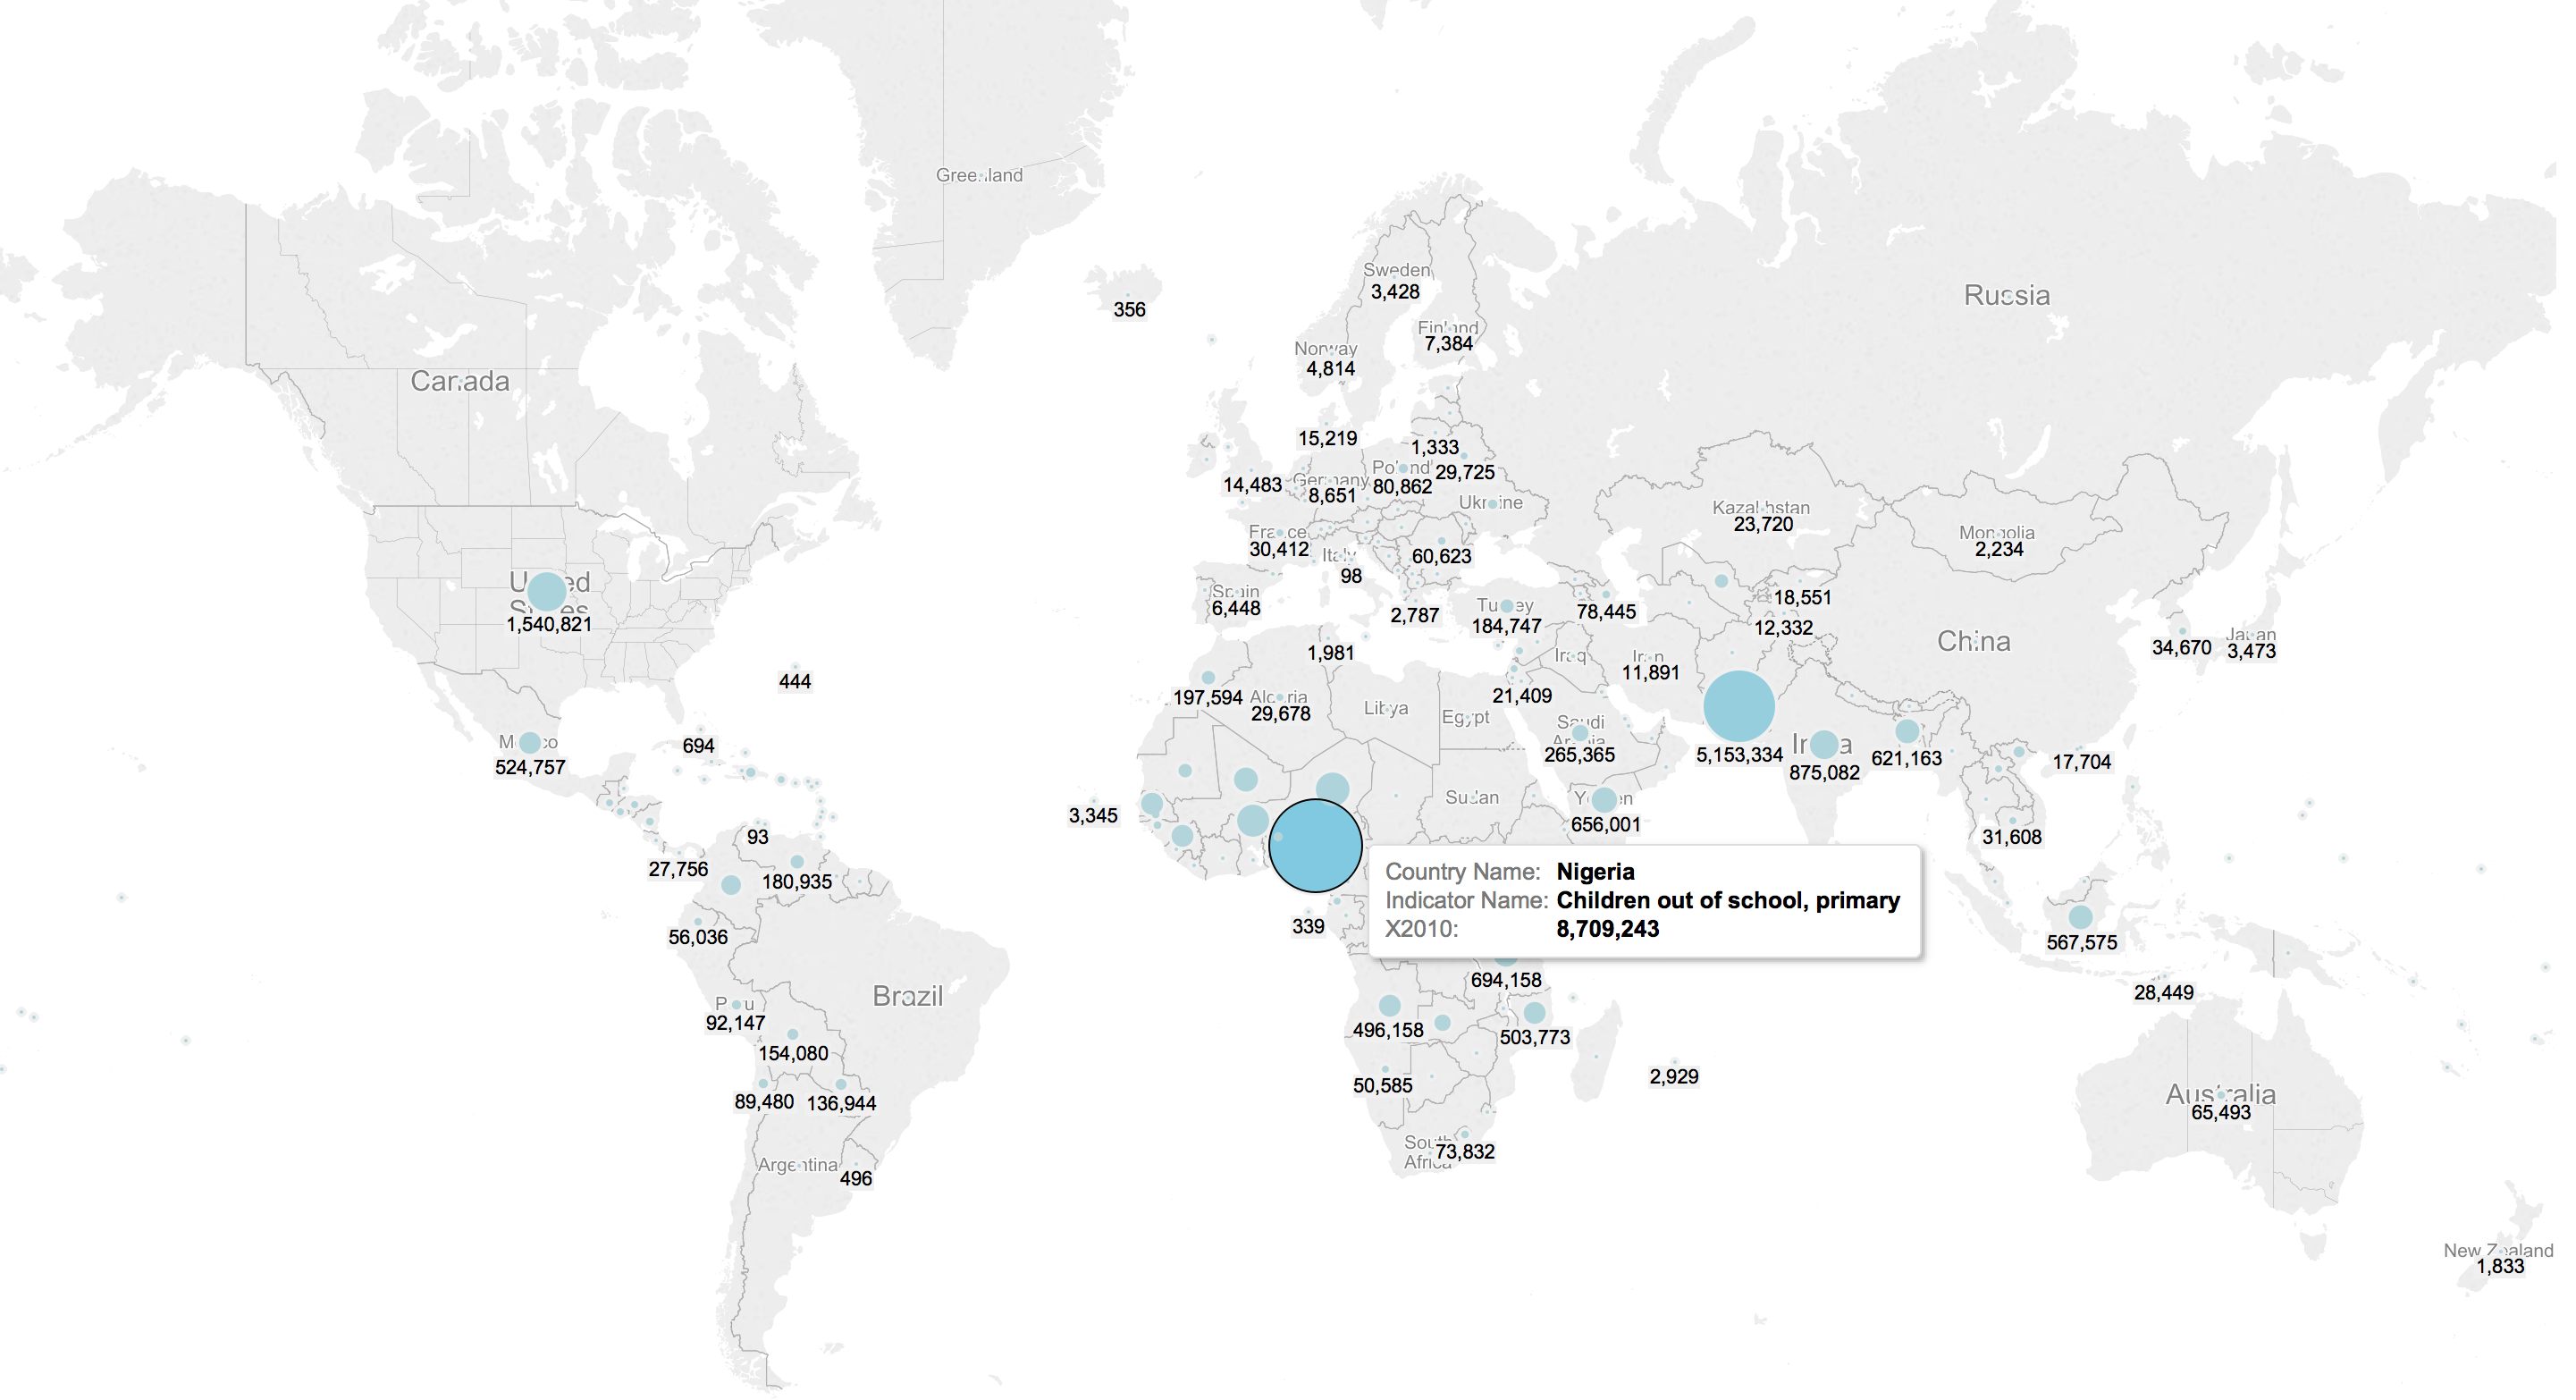 Greenland
Russia
Sweden
3,428
356
Finland
7,384
Norway
4,814
Canada
15,219
1,333
Poland
29,725
14,483
Germany
8,651
80,862
Ukraine
Kazakhstan
23,720
France
30,412
Italy
60,623
98
Mongolia
2,234
United
States
1,540,821
Spain
6,448
2,787
Turkey
184,747
78,445
18,551
12,332
China
34,670
Japan
3,473
1,981
Iraq
Iran
11,891
444
197,594
Algeria
29,678
Libya
Egypt
21,409
Saudi
Arabia
265,365
5,153,334
India
875,082
621,163
17,704
Mexico
524,757
694
3,345
Sudan
Yemen
656,001
93
31,608
27,756
180,935
Country Name: Nigeria
Indicator Name: Children out of school, primary
X2010: 8,709,243
339
56,036
567,575
694,158
28,449
Brazil
Peru
92,147
496,158
503,773
154,080
50,585
2,929
89,480
136,944
Australia
65,493
South
Africa
73,832
Argentina
496
New Zealand
1,833